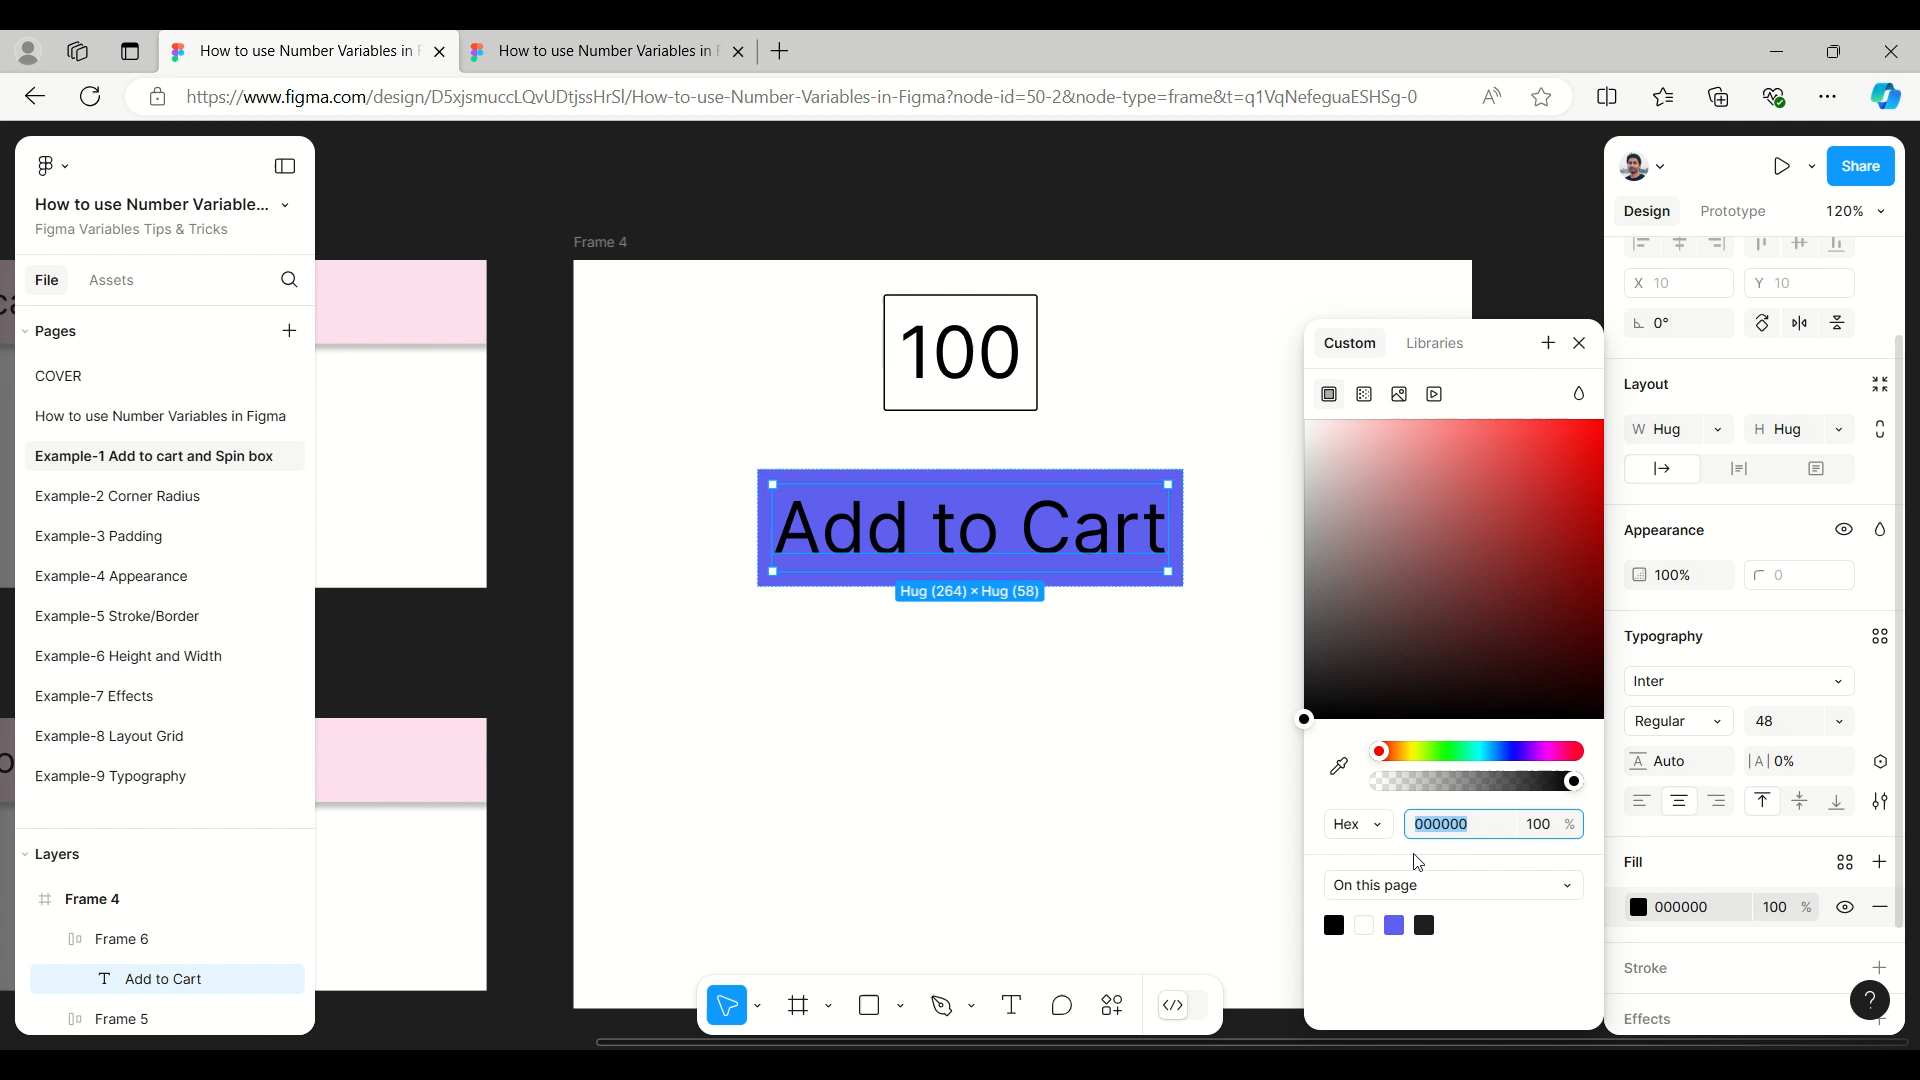 How to use Number Variables in F
How to use Number Variables in F
https://www.figma.com/design/D5xjsmuccLQvUDtjssHrSl/How-to-use-Number-Variables-in-Figma?node-id=50-2&node-type=frame&t=q1VqNefeguaESHSg-0
How to use Number Variable...
Figma Variables Tips & Tricks
File
Assets
Pages
COVER
How to use Number Variables in Figma
Example-1 Add to cart and Spin box
Example-2 Corner Radius
Example-3 Padding
Example-4 Appearance
Example-5 Stroke/Border
Example-6 Height and Width
Example-7 Effects
Example-8 Layout Grid
Example-9 Typography
Layers
Frame 4
Frame 6
Add to Cart
Frame 5
Frame 4
100
Add to Cart
Hug (264) × Hug (58)
Custom
Libraries
Hex
000000
100 %
On this page
Share
Design
Prototype
120%
X 10
Y 10
0°
Layout
W Hug
H Hug
Appearance
100%
0
Typography
Inter
Regular
48
A Auto
|A| 0%
Fill
000000
100 %
Stroke
Effects
?